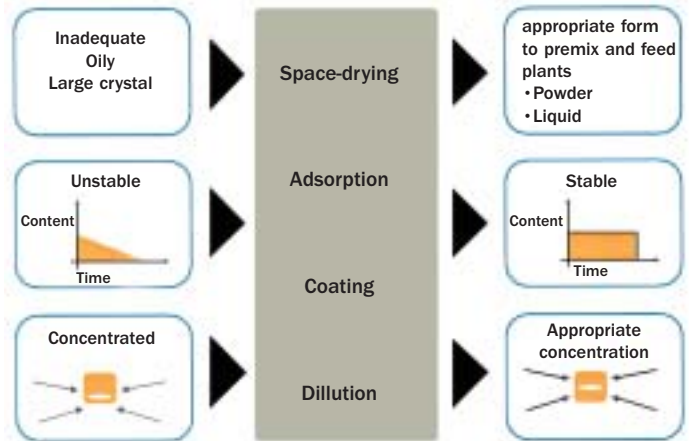 Inadequate
Oily
Large crystal
Space-drying
appropriate form
to premix and feed
plants
•Powder
•Liquid
Unstable
Content
Time
Adsorption
Stable
Content
Time
Coating
Concentrated
Dillution
Appropriate
concentration